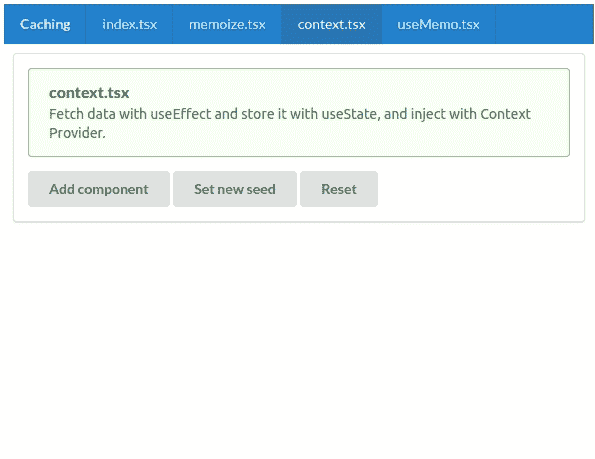 Caching index.tsx memoize.tsx context.tsx useMemo.tsx
context.tsx
Fetch data with useEffect and store it with useState, and inject with Context
Provider.
Add component Set new seed Reset